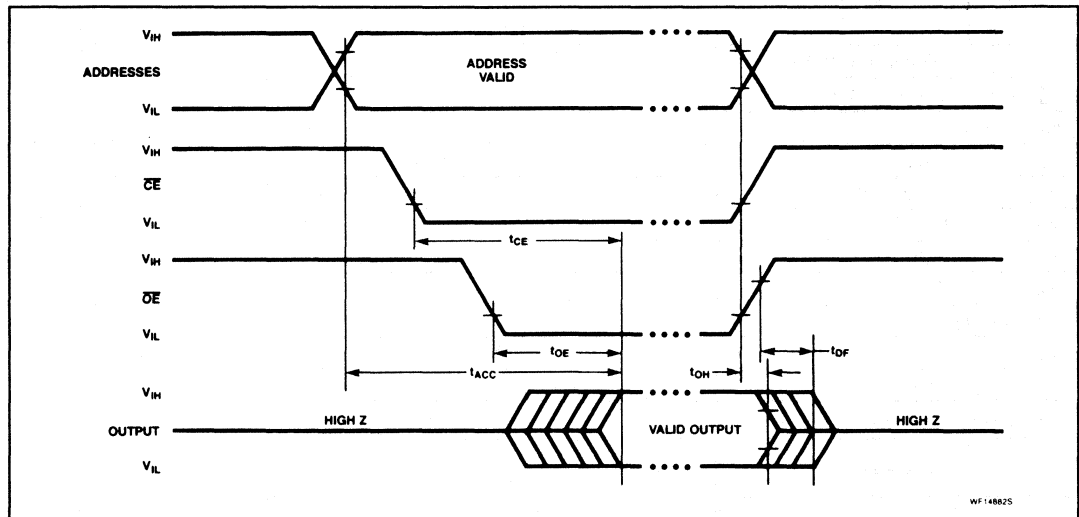 VIH
ADDRESSES
ADDRESS
VALID
VIL
VIH
CE
VIL
tCE
VIH
OE
VIL
tOE
tDF
tACC
tOH
VIH
OUTPUT
HIGH Z
VALID OUTPUT
HIGH Z
VIL
WF14882S